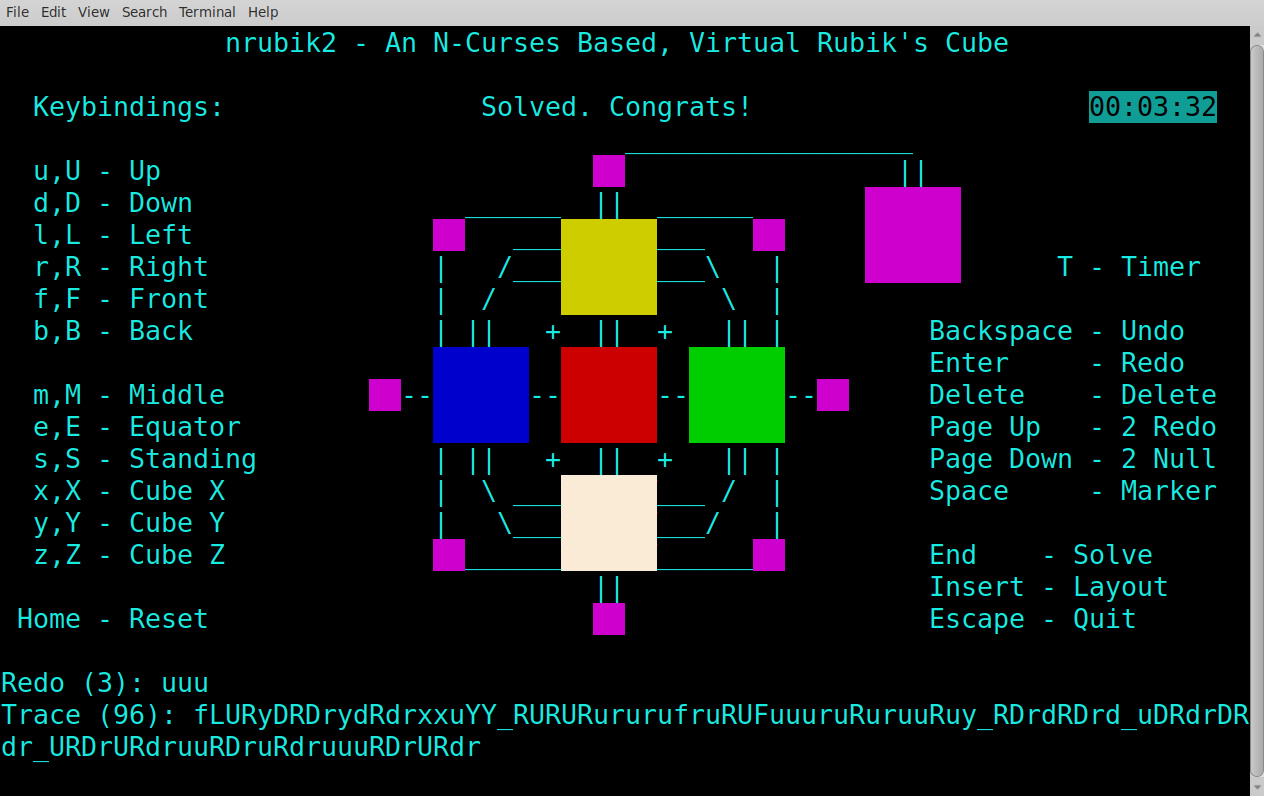 File Edit View Search Terminal Help
nrubik2 - An N-Curses Based, Virtual Rubik's Cube
Keybindings: Solved. Congrats! 00:03:32
u,U - Up
d,D - Down
l,L - Left
r,R - Right T - Timer
f,F - Front
b,B - Back Backspace - Undo
Enter - Redo
m,M - Middle Delete - Delete
e,E - Equator Page Up - 2 Redo
s,S - Standing Page Down - 2 Null
x,X - Cube X Space - Marker
y,Y - Cube Y
z,Z - Cube Z End - Solve
Insert - Layout
Home - Reset Escape - Quit
Redo (3): uuu
Trace (96): fLURyDRDrydRdrxxuYY_RURURurururufruRUFuuuruRuruuRuy_RDrdRDrd_uDRdrDR
dr_URDrURdruuRDruRdruuuRDrURdr